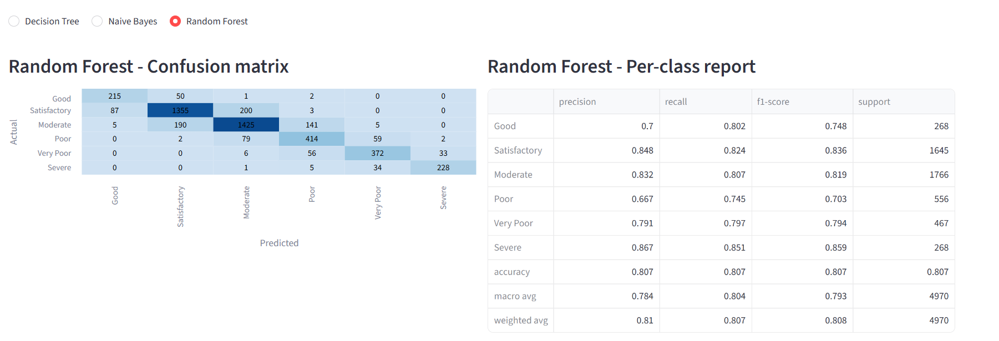 Decision Tree Naive Bayes Random Forest
Random Forest - Confusion matrix
Actual
Good 215 50 1 2 0 0
Satisfactory 87 1355 200 3 0 0
Moderate 5 190 1425 141 5 0
Poor 0 2 79 414 59 2
Very Poor 0 0 6 56 372 33
Severe 0 0 1 5 34 228
Good Satisfactory Moderate Poor Very Poor Severe
Predicted
Random Forest - Per-class report
precision recall f1-score support
Good 0.7 0.802 0.748 268
Satisfactory 0.848 0.824 0.836 1645
Moderate 0.832 0.807 0.819 1766
Poor 0.667 0.745 0.703 556
Very Poor 0.791 0.797 0.794 467
Severe 0.867 0.851 0.859 268
accuracy 0.807 0.807 0.807 0.807
macro avg 0.784 0.804 0.793 4970
weighted avg 0.81 0.807 0.808 4970